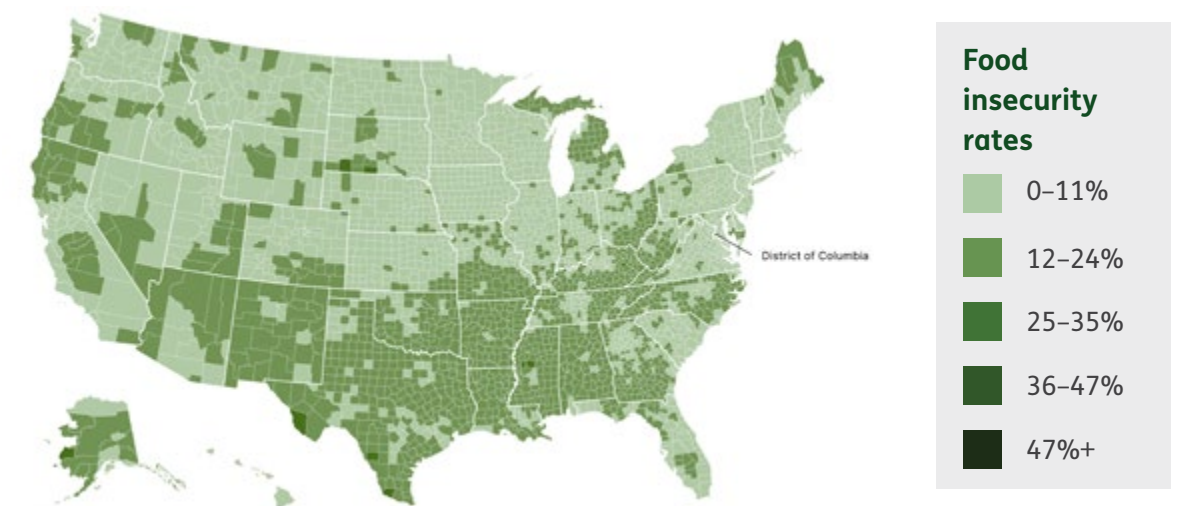 Food
insecurity
rates
0–11%
12–24%
25–35%
36–47%
47%+
District of Columbia